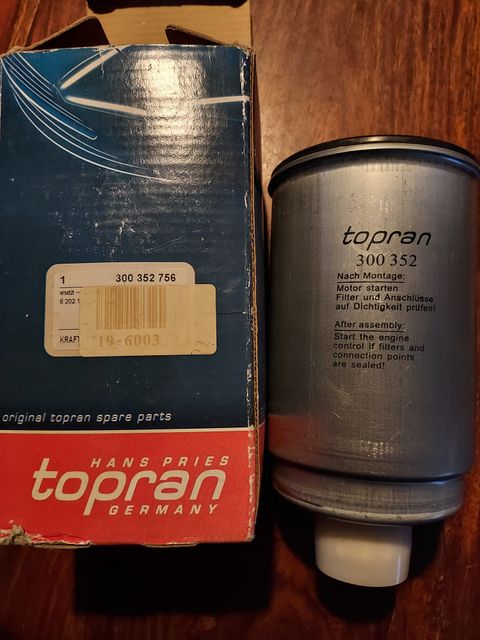 1 300 352 756
ersetzt
6 202 1
KRAFT
19-6003
original topran spare parts
HANS PRIES
topran
GERMANY
topran
300 352
Nach Montage:
Motor starten
Filter und Anschlüsse
auf Dichtigkeit prüfen!
After assembly:
Start the engine
control if filters and
connection points
are sealed!